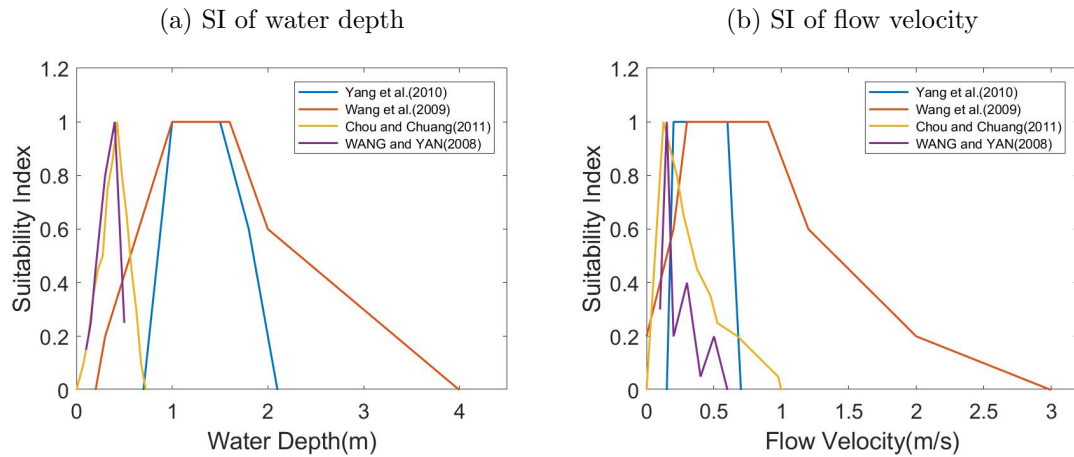 (a) SI of water depth
1.2
1
0.8
0.6
0.4
0.2
0
Suitability Index
Yang et al.(2010)
Wang et al.(2009)
Chou and Chuang(2011)
WANG and YAN(2008)
0 1 2 3 4
Water Depth(m)
(b) SI of flow velocity
1.2
1
0.8
0.6
0.4
0.2
0
Suitability Index
Yang et al.(2010)
Wang et al.(2009)
Chou and Chuang(2011)
WANG and YAN(2008)
0 0.5 1 1.5 2 2.5 3
Flow Velocity(m/s)